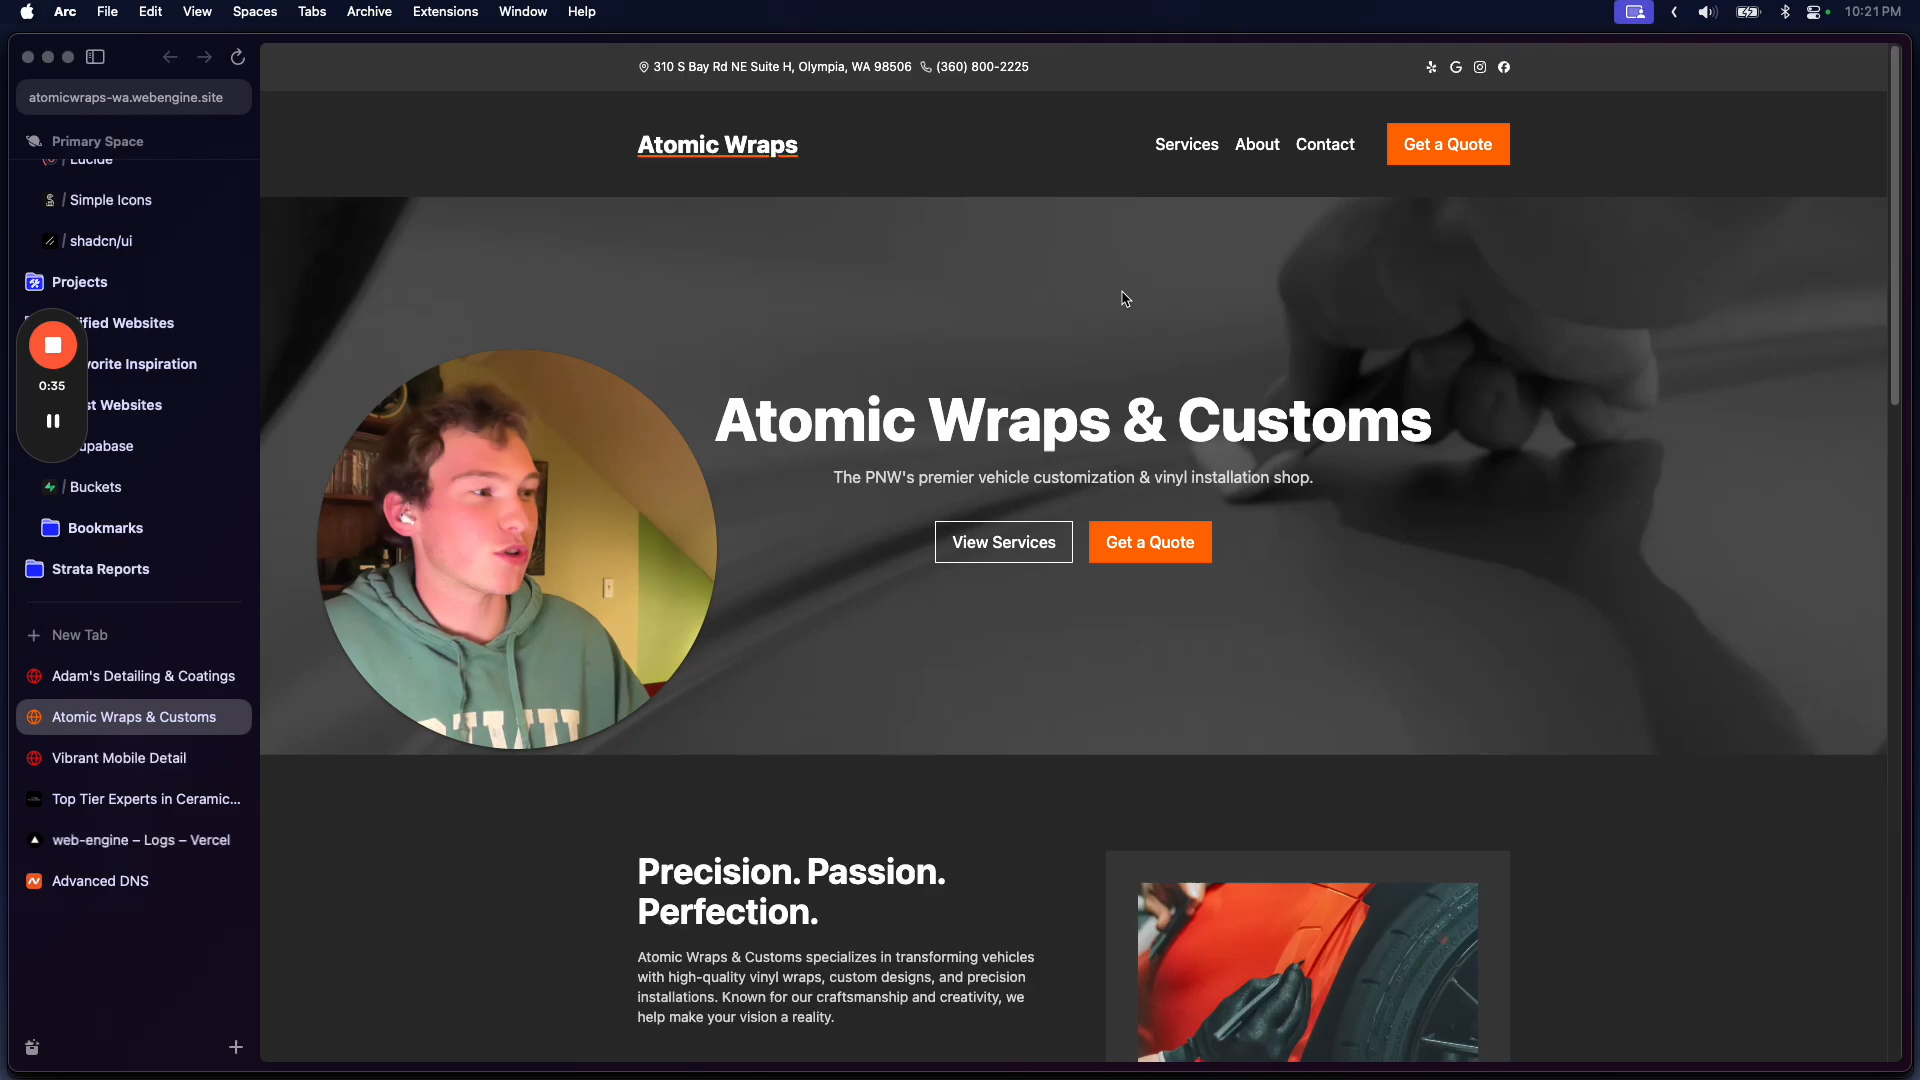 Arc File Edit View Spaces Tabs Archive Extensions Window Help
10:21 PM
atomicwraps-wa.webengine.site
Primary Space
/ Lucide
/ Simple Icons
/ shadcn/ui
Projects
0:35
/ Buckets
Bookmarks
Strata Reports
New Tab
Adam's Detailing & Coatings
Atomic Wraps & Customs
Vibrant Mobile Detail
Top Tier Experts in Ceramic...
web-engine – Logs – Vercel
Advanced DNS
310 S Bay Rd NE Suite H, Olympia, WA 98506 (360) 800-2225
Atomic Wraps
Services About Contact Get a Quote
Atomic Wraps & Customs
The PNW's premier vehicle customization & vinyl installation shop.
View Services Get a Quote
Precision. Passion.
Perfection.
Atomic Wraps & Customs specializes in transforming vehicles
with high-quality vinyl wraps, custom designs, and precision
installations. Known for our craftsmanship and creativity, we
help make your vision a reality.